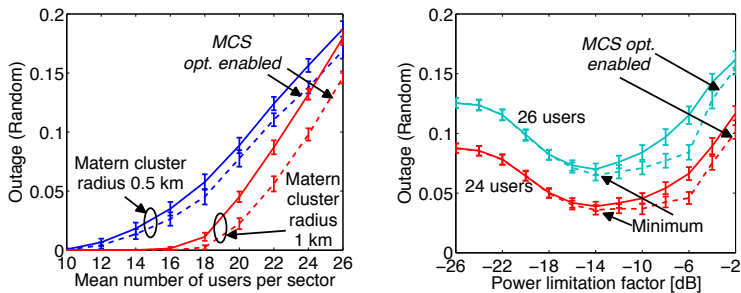 0.2
0.15
0.1
0.05
0
10 12 14 16 18 20 22 24 26
Mean number of users per sector
Outage (Random)
MCS
opt. enabled
Matern cluster
radius 0.5 km
Matern
cluster
radius
1 km
0.2
0.15
0.1
0.05
0
−26 −22 −18 −14 −10 −6 −2
Power limitation factor [dB]
Outage (Random)
MCS opt.
enabled
26 users
24 users
Minimum